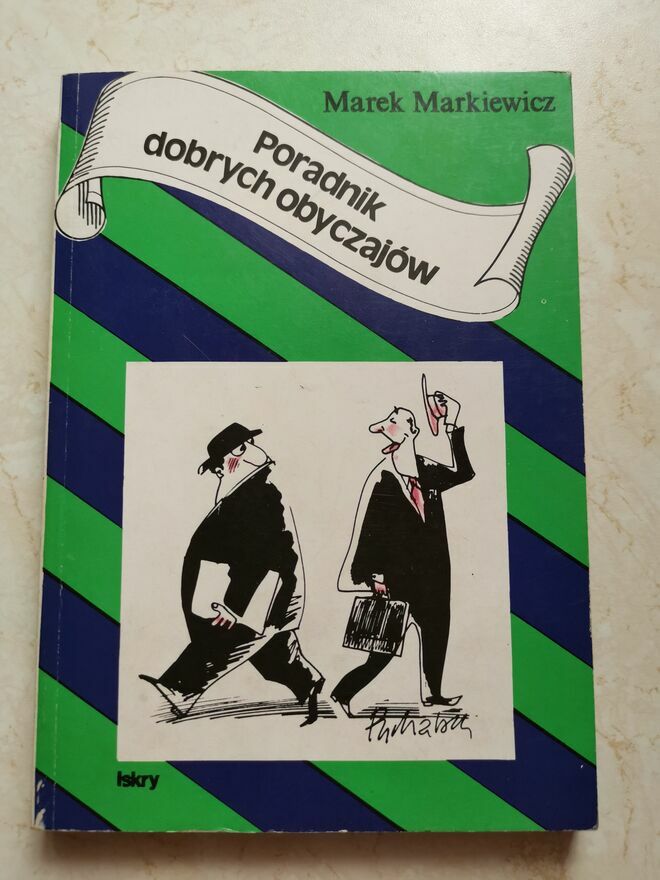 Marek Markiewicz
Poradnik
dobrych obyczajów
Iskry